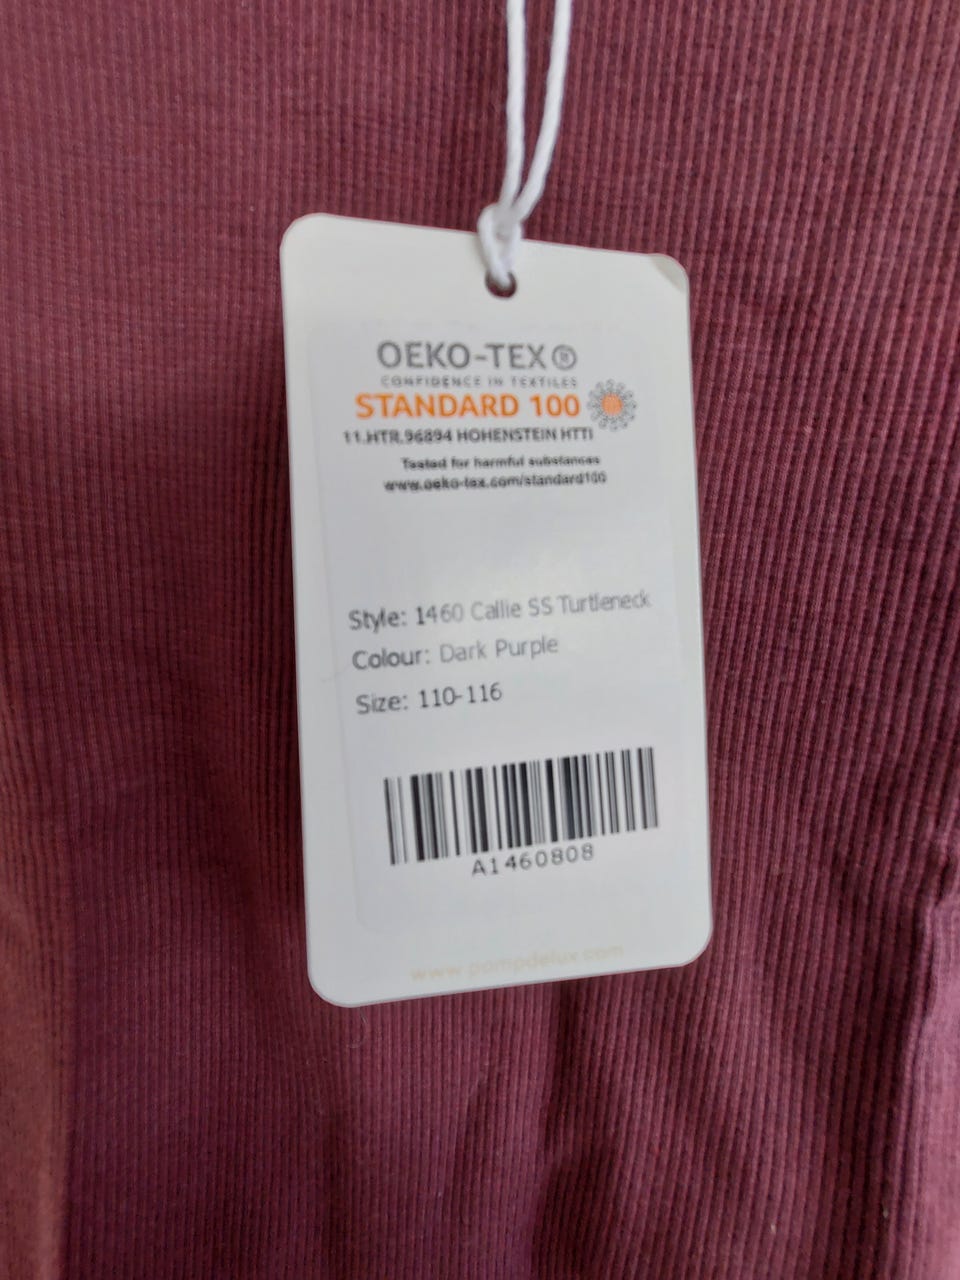 OEKO-TEX®
CONFIDENCE IN TEXTILES
STANDARD 100
11.HTR.96894 HOHENSTEIN HTTI
Tested for harmful substances
www.oeko-tex.com/standard100
Style: 1460 Callie SS Turtleneck
Colour: Dark Purple
Size: 110-116
A1460808
www.pompdelux.com